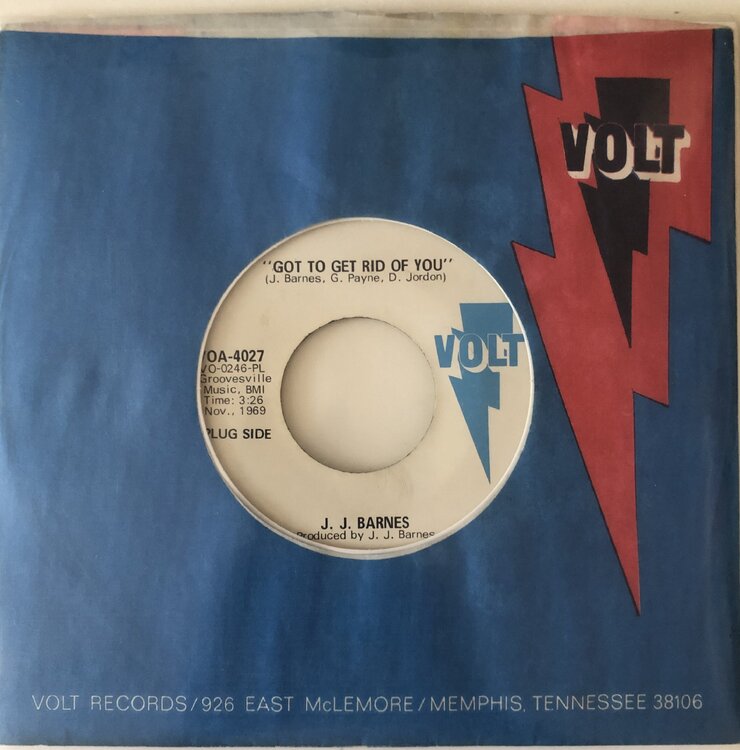 VOLT
"GOT TO GET RID OF YOU"
(J. Barnes, G. Payne, D. Jordon)
VOLT
OA-4027
VO-0246-PL
Groovesville
Music, BMI
Time: 3:26
Nov., 1969
PLUG SIDE
J. J. BARNES
Produced by J. J. Barnes
VOLT RECORDS/926 EAST McLEMORE/MEMPHIS, TENNESSEE 38106